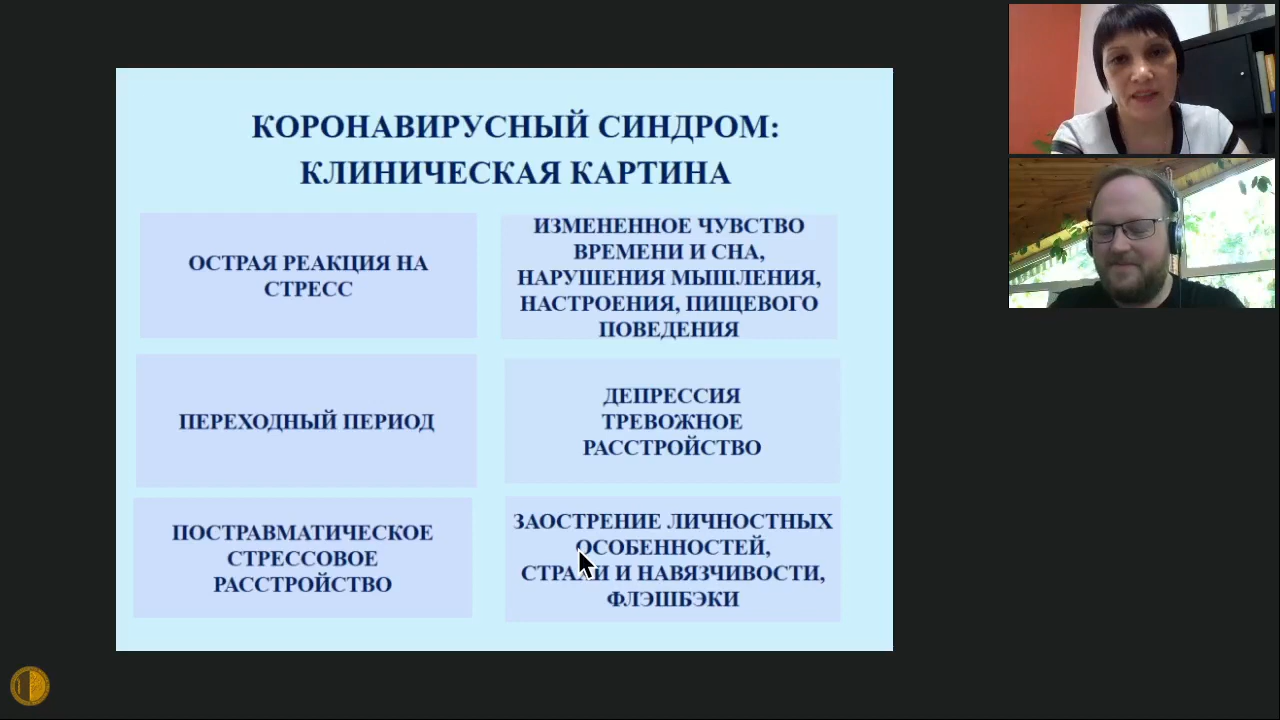 КОРОНАВИРУСНЫЙ СИНДРОМ:
КЛИНИЧЕСКАЯ КАРТИНА
ОСТРАЯ РЕАКЦИЯ НА
СТРЕСС
ИЗМЕНЕННОЕ ЧУВСТВО
ВРЕМЕНИ И СНА,
НАРУШЕНИЯ МЫШЛЕНИЯ,
НАСТРОЕНИЯ, ПИЩЕВОГО
ПОВЕДЕНИЯ
ПЕРЕХОДНЫЙ ПЕРИОД
ДЕПРЕССИЯ
ТРЕВОЖНОЕ
РАССТРОЙСТВО
ПОСТРАВМАТИЧЕСКОЕ
СТРЕССОВОЕ
РАССТРОЙСТВО
ЗАОСТРЕНИЕ ЛИЧНОСТНЫХ
ОСОБЕННОСТЕЙ,
СТРАХИ И НАВЯЗЧИВОСТИ,
ФЛЭШБЭКИ